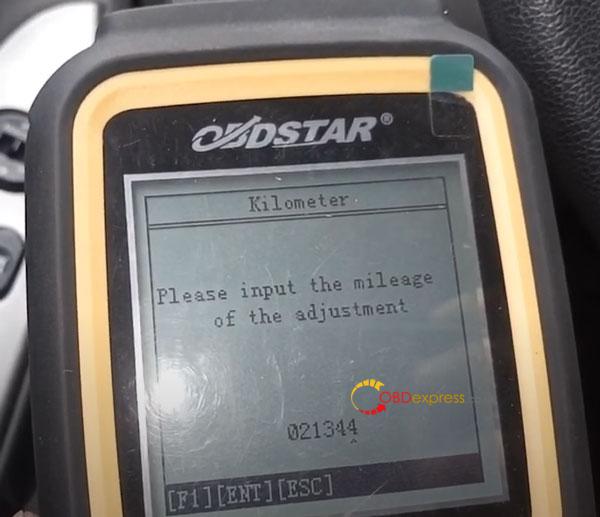 OBDSTAR®
Kilometer
Please input the mileage
of the adjustment
OBDexpress
021344
[F1][ENT][ESC]